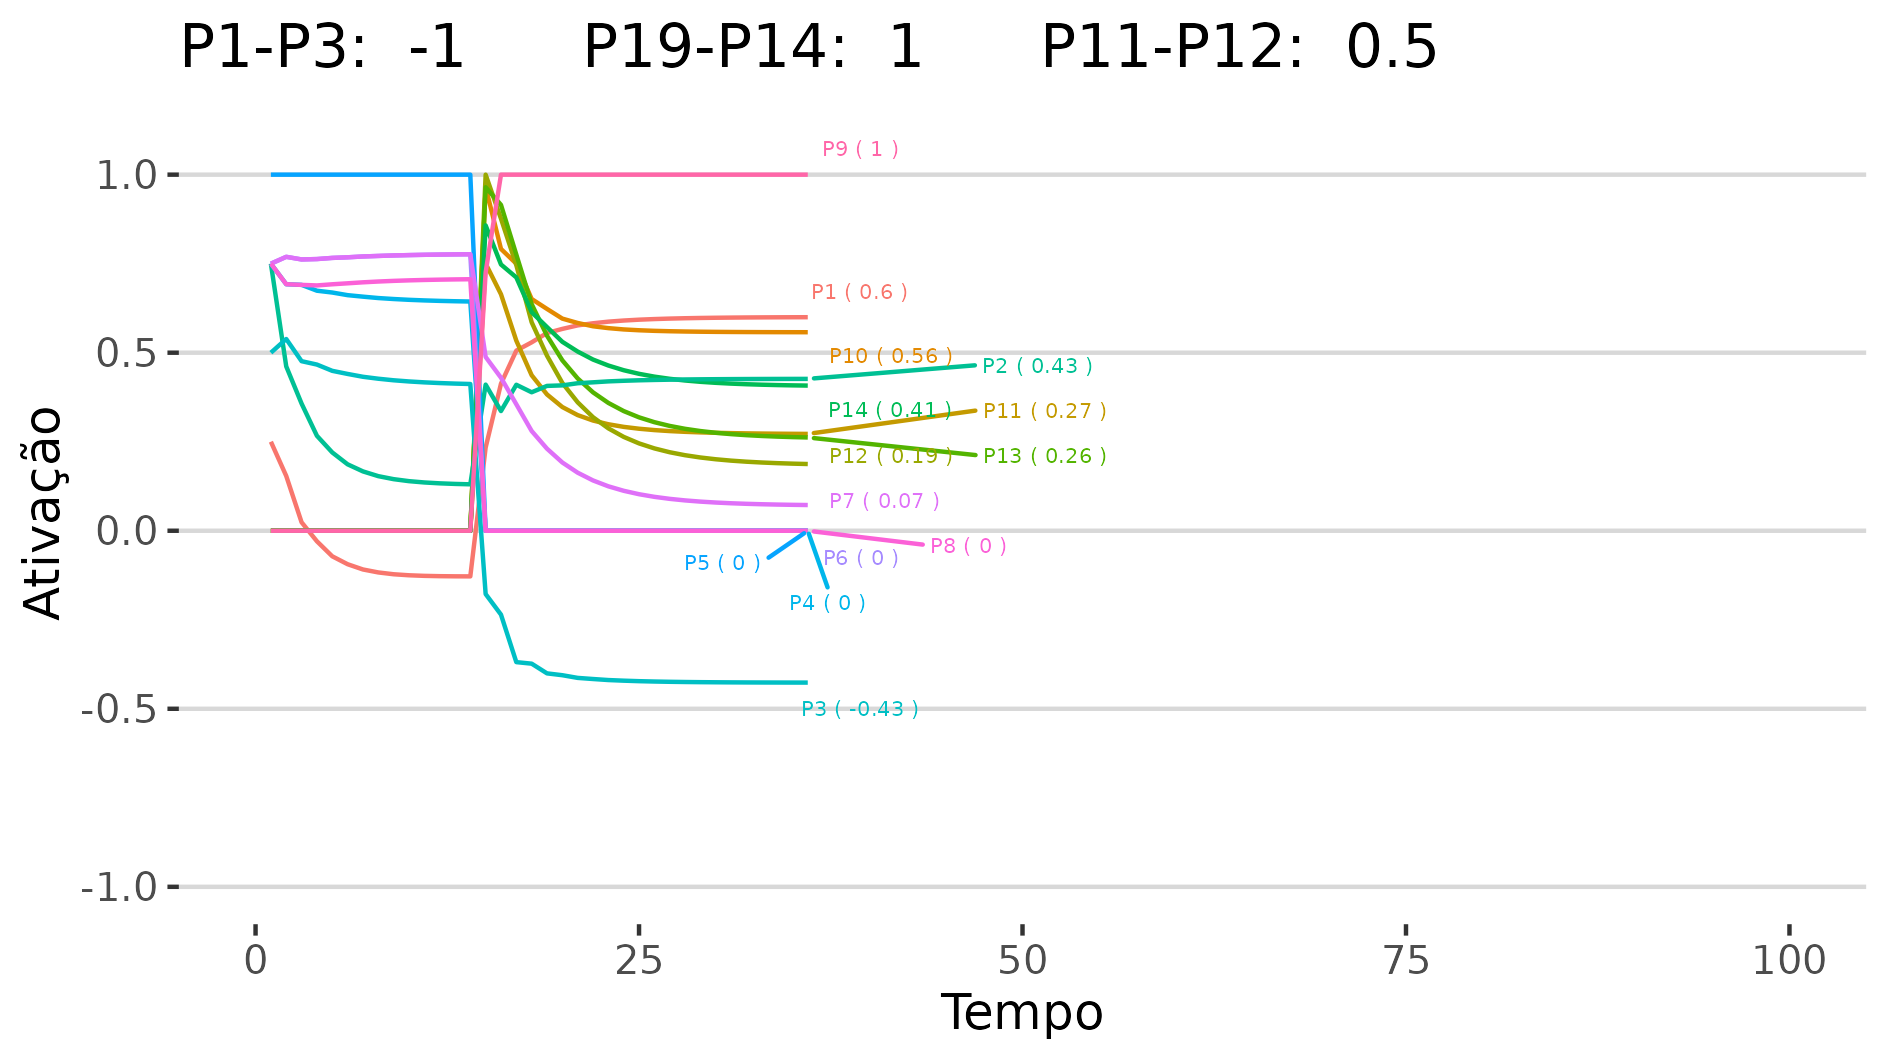 P1-P3:  -1    P19-P14:  1    P11-P12:  0.5
P9 ( 1 )
1.0
P1 ( 0.6 )
0.5
P10 ( 0.56 )
P2 ( 0.43 )
P14 ( 0.41 )
P11 ( 0.27 )
P12 ( 0.19 )
P13 ( 0.26 )
P7 ( 0.07 )
0.0
P8 ( 0 )
P5 ( 0 )
P6 ( 0 )
P4 ( 0 )
-0.5
P3 ( -0.43 )
-1.0
Ativação
0 25 50 75 100
Tempo